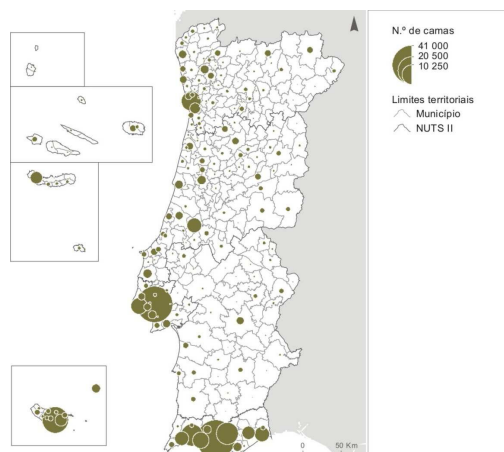 N.º de camas
41 000
20 500
10 250
Limites territoriais
Município
NUTS II
0 50 Km